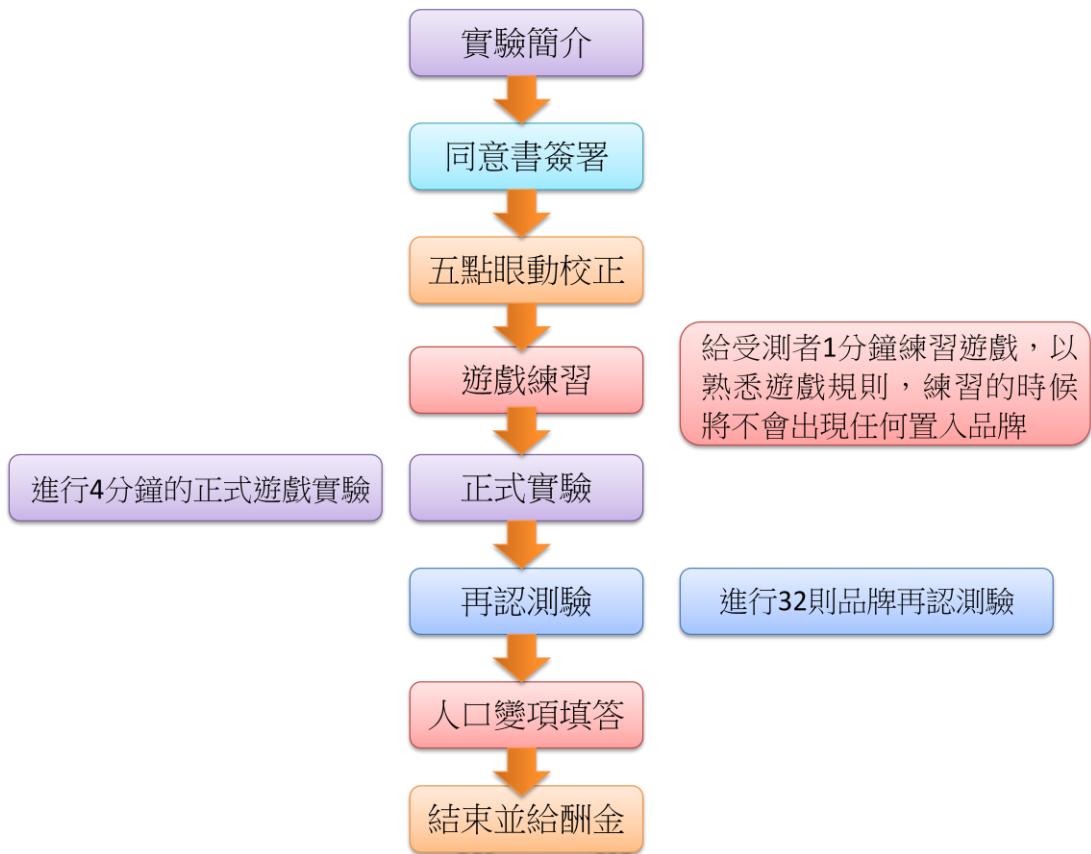 實驗簡介
同意書簽署
五點眼動校正
遊戲練習
給受測者1分鐘練習遊戲，以
熟悉遊戲規則，練習的時候
將不會出現任何置入品牌
進行4分鐘的正式遊戲實驗
正式實驗
再認測驗
進行32則品牌再認測驗
人口變項填答
結束並給酬金